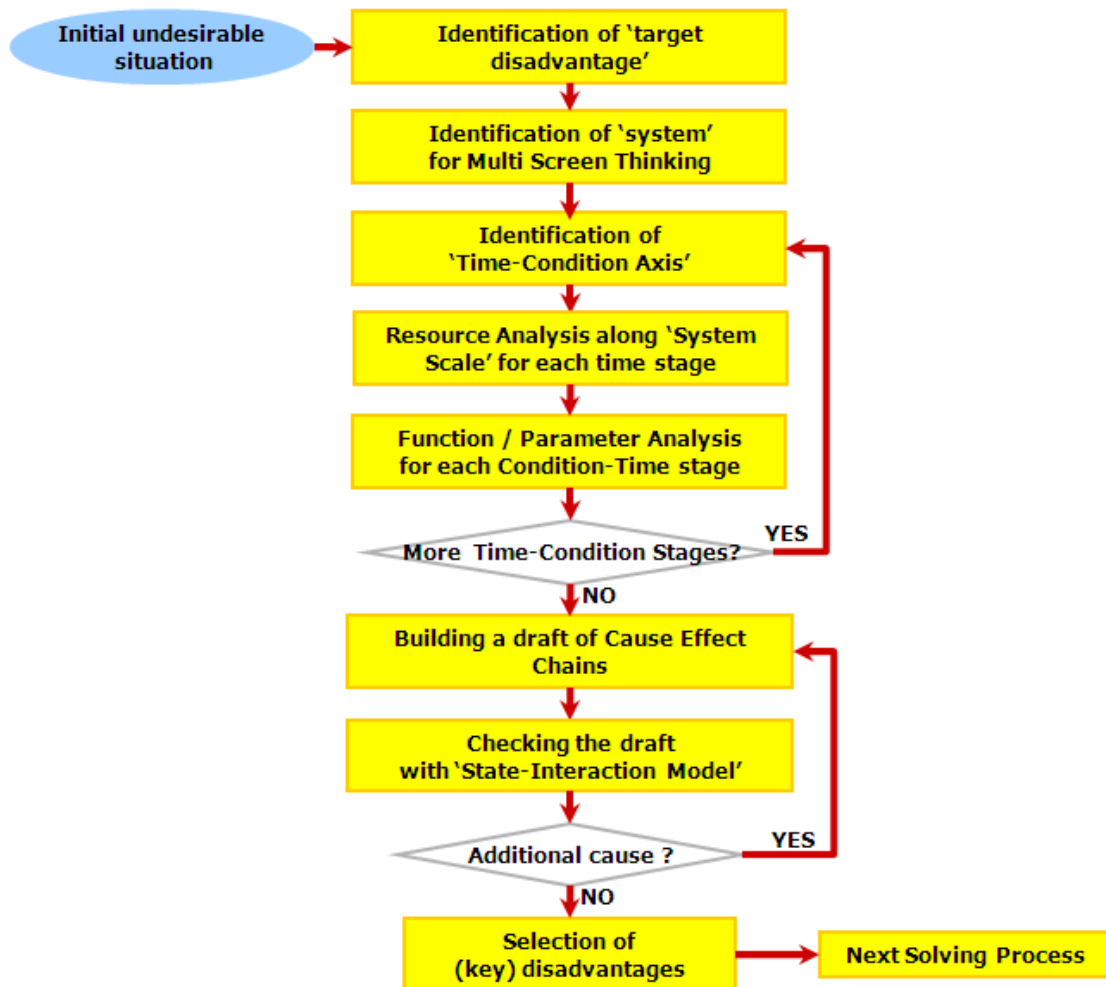 Initial undesirable
situation
Identification of ‘target
disadvantage’
Identification of ‘system’
for Multi Screen Thinking
Identification of
‘Time-Condition Axis’
Resource Analysis along ‘System
Scale’ for each time stage
Function / Parameter Analysis
for each Condition-Time stage
More Time-Condition Stages?
YES
NO
Building a draft of Cause Effect
Chains
Checking the draft
with ‘State-Interaction Model’
Additional cause ?
YES
NO
Selection of
(key) disadvantages
Next Solving Process